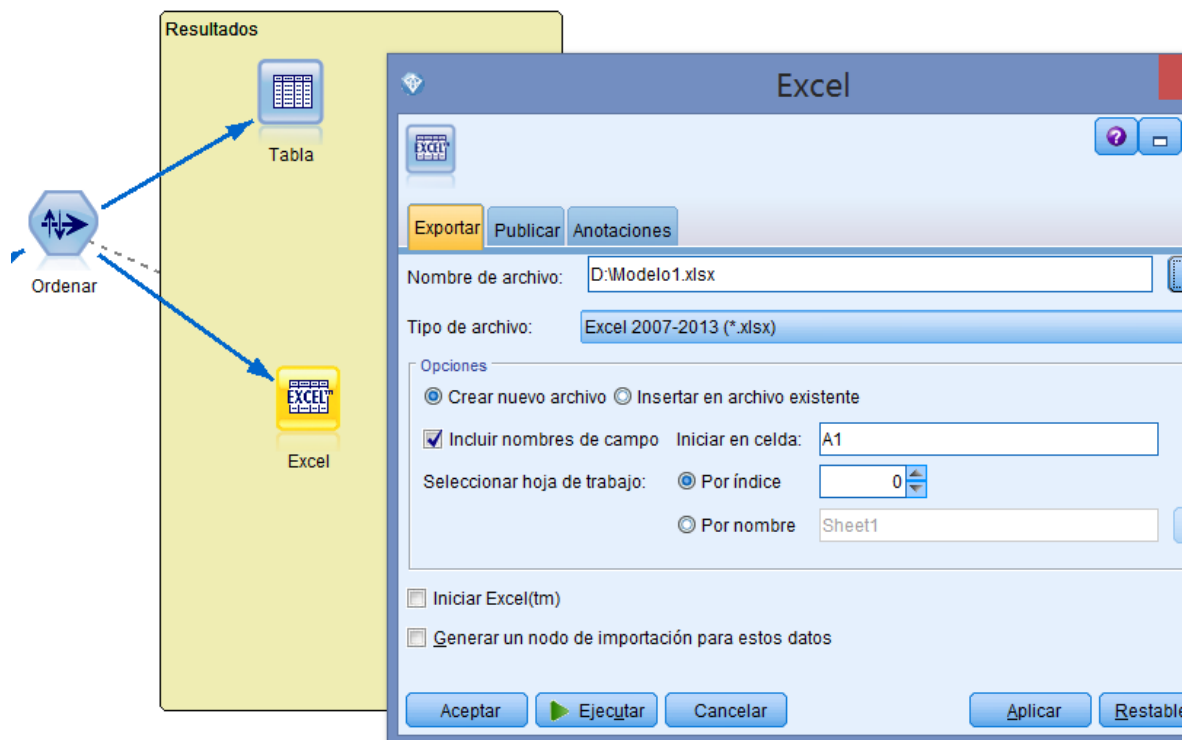 Resultados
Tabla
Ordenar
EXCEL™
Excel
Excel
EXCEL™
Exportar Publicar Anotaciones
Nombre de archivo: D:\Modelo1.xlsx
Tipo de archivo: Excel 2007-2013 (*.xlsx)
Opciones
Crear nuevo archivo Insertar en archivo existente
Incluir nombres de campo Iniciar en celda: A1
Seleccionar hoja de trabajo: Por índice 0
Por nombre Sheet1
Iniciar Excel(tm)
Generar un nodo de importación para estos datos
Aceptar Ejecutar Cancelar Aplicar Restable